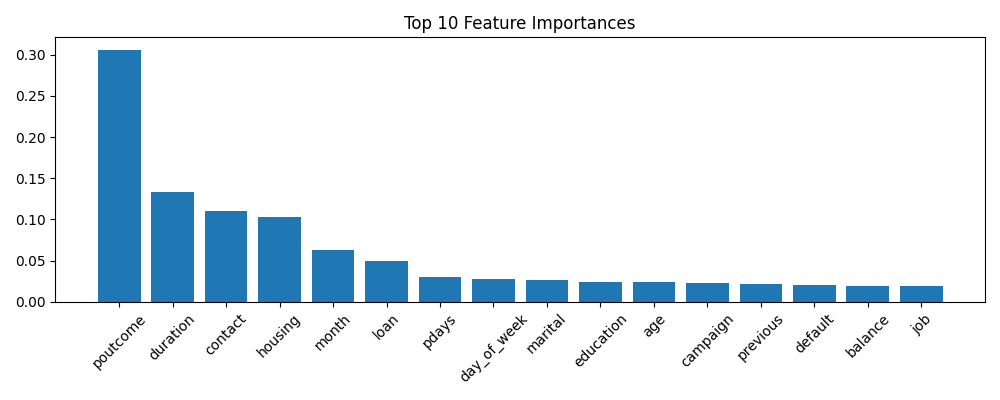 Top 10 Feature Importances
0.30
0.25
0.20
0.15
0.10
0.05
0.00
poutcome
duration
contact
housing
month
loan
pdays
day_of_week
marital
education
age
campaign
previous
default
balance
job